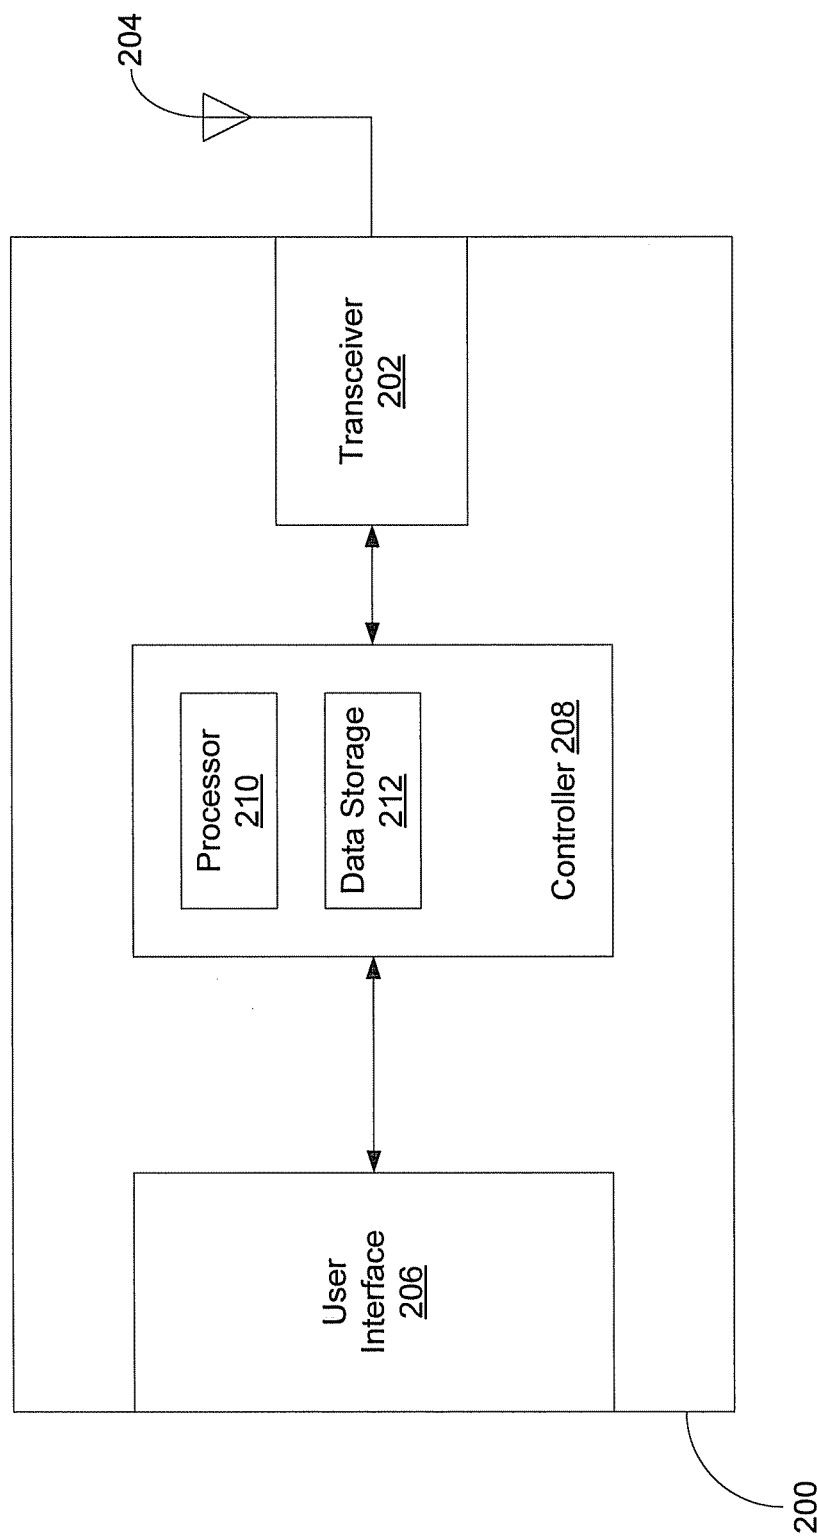 204
Transceiver
202
Processor
210
Data Storage
212
Controller 208
User
Interface
206
200